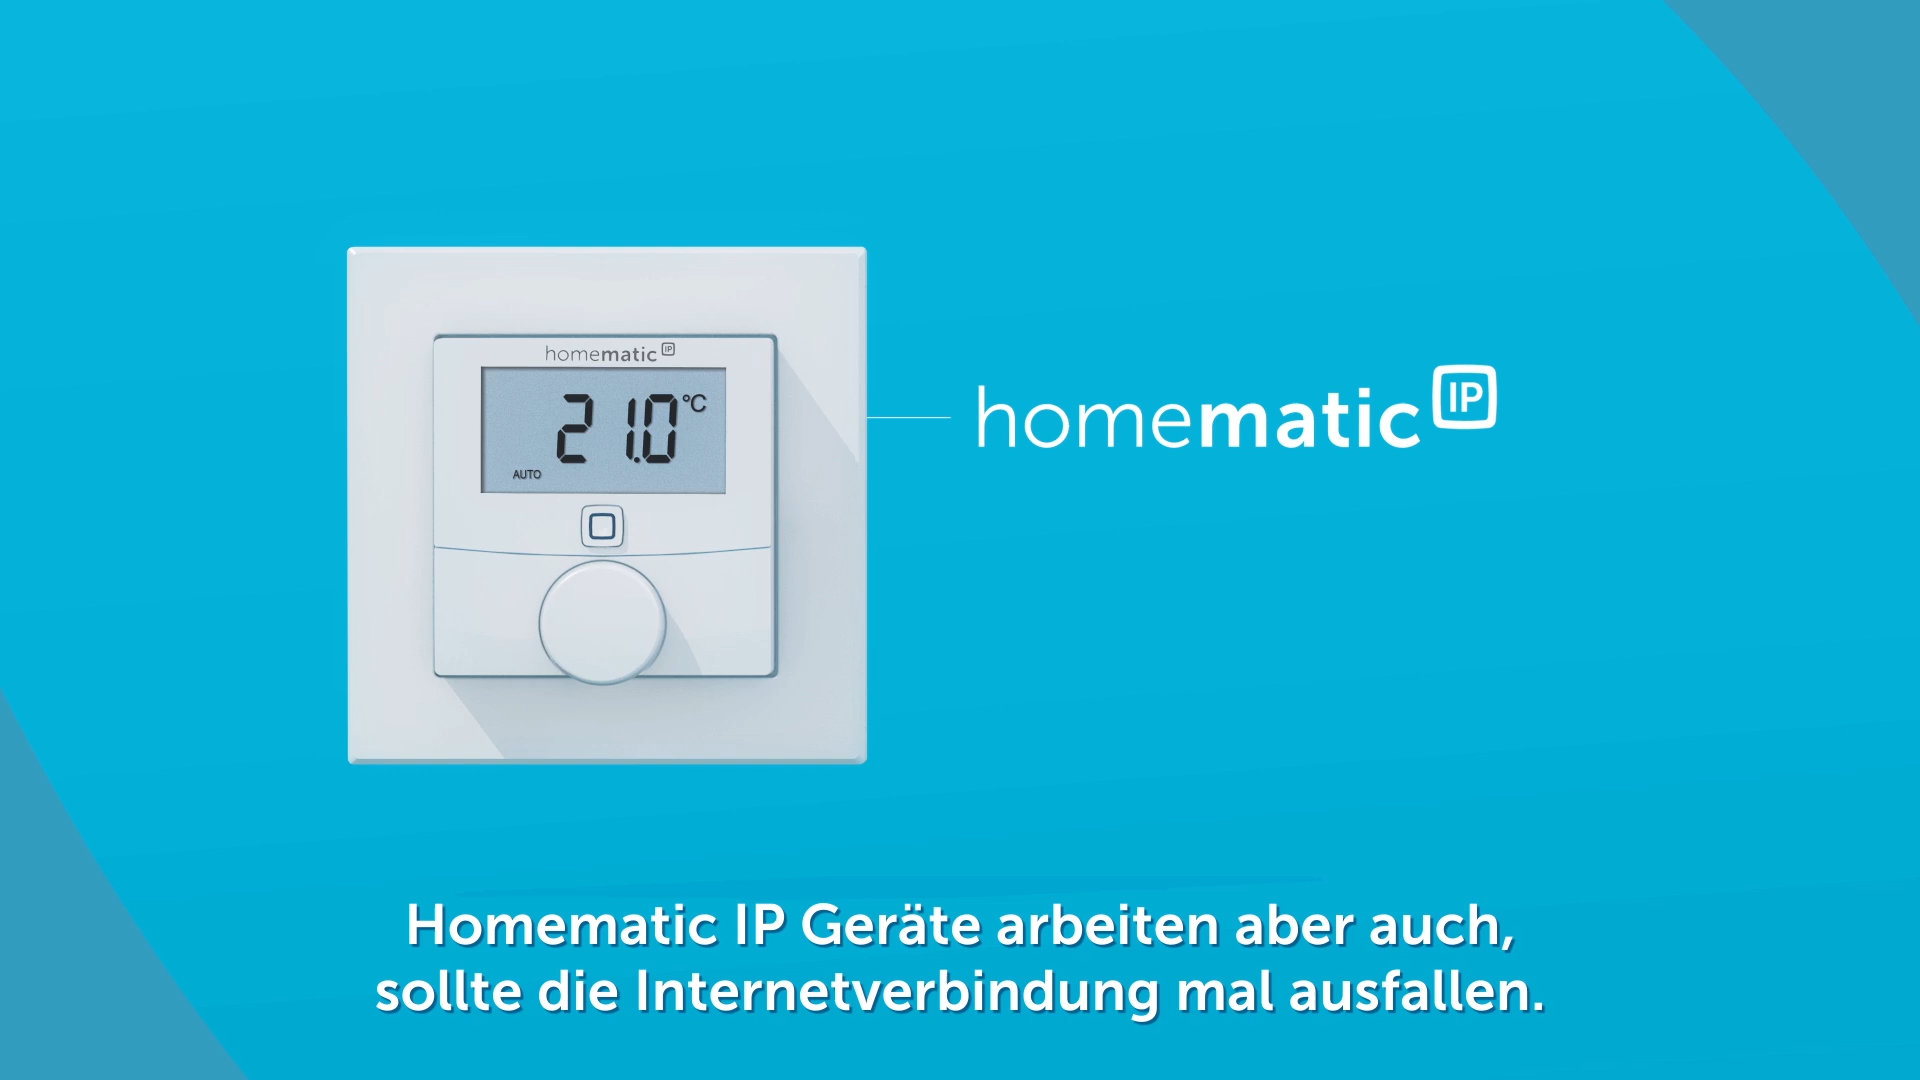 homematic IP
21.0 °C
AUTO
homematic IP
Homematic IP Geräte arbeiten aber auch,
sollte die Internetverbindung mal ausfallen.